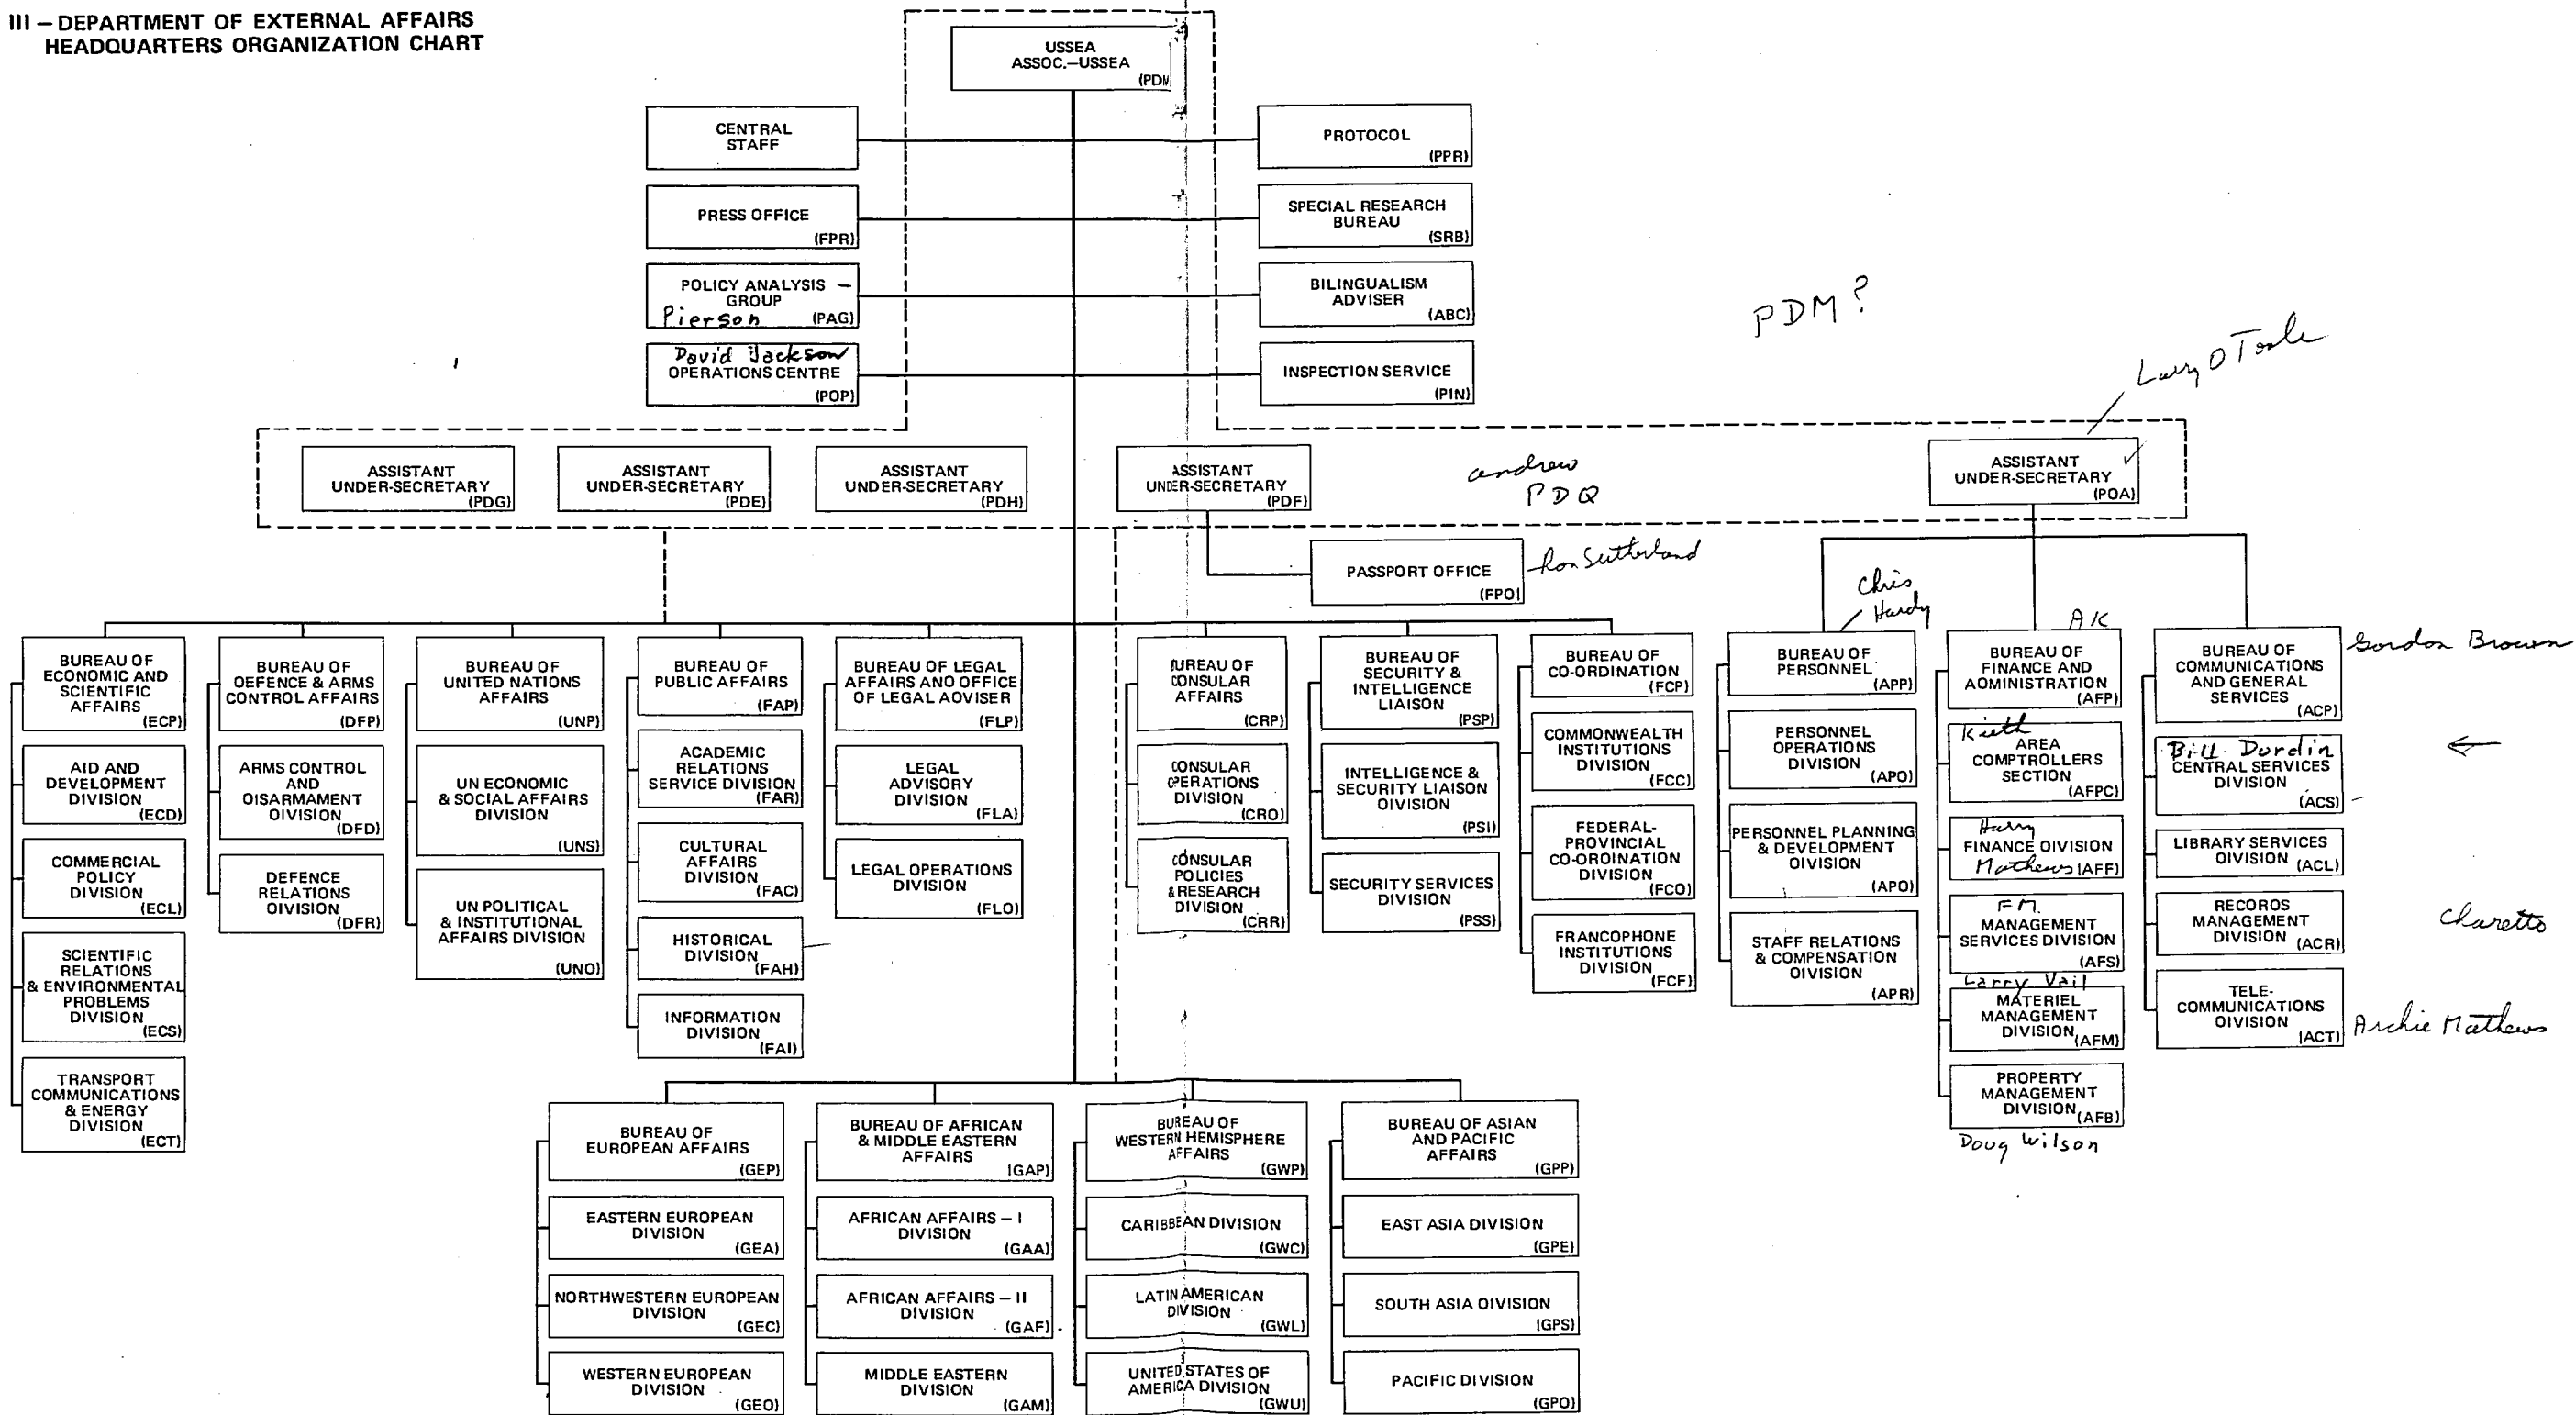 III – DEPARTMENT OF EXTERNAL AFFAIRS
HEADQUARTERS ORGANIZATION CHART
USSEA
ASSOC.–USSEA
(PDM
CENTRAL
STAFF
PROTOCOL
(PPR)
PRESS OFFICE
(FPR)
SPECIAL RESEARCH
BUREAU
(SRB)
POLICY ANALYSIS –
GROUP
Pierson (PAG)
BILINGUALISM
ADVISER
(ABC)
PDM ?
David Jackson
OPERATIONS CENTRE
(POP)
INSPECTION SERVICE
(PIN)
Larry O Toole
ASSISTANT
UNDER-SECRETARY
(PDG)
ASSISTANT
UNDER-SECRETARY
(PDE)
ASSISTANT
UNDER-SECRETARY
(PDH)
ASSISTANT
UNDER-SECRETARY
(PDF)
andrew
PDQ
ASSISTANT
UNDER-SECRETARY
(POA)
PASSPORT OFFICE
(FPO)
Ron Sutherland
BUREAU OF
ECONOMIC AND
SCIENTIFIC
AFFAIRS
(ECP)
AID AND
DEVELOPMENT
DIVISION
(ECD)
COMMERCIAL
POLICY
DIVISION
(ECL)
SCIENTIFIC
RELATIONS
& ENVIRONMENTAL
PROBLEMS
DIVISION
(ECS)
TRANSPORT
COMMUNICATIONS
& ENERGY
DIVISION
(ECT)
BUREAU OF
DEFENCE & ARMS
CONTROL AFFAIRS
(DFP)
ARMS CONTROL
AND
OISARMAMENT
OIVISION
(DFD)
DEFENCE
RELATIONS
OIVISION
(DFR)
BUREAU OF
UNITED NATIONS
AFFAIRS
(UNP)
UN ECONOMIC
& SOCIAL AFFAIRS
DIVISION
(UNS)
UN POLITICAL
& INSTITUTIONAL
AFFAIRS DIVISION
(UNO)
BUREAU OF
PUBLIC AFFAIRS
(FAP)
ACADEMIC
RELATIONS
SERVICE DIVISION
(FAR)
CULTURAL
AFFAIRS
DIVISION
(FAC)
HISTORICAL
DIVISION
(FAH)
INFORMATION
DIVISION
(FAI)
BUREAU OF LEGAL
AFFAIRS AND OFFICE
OF LEGAL ADVISER
(FLP)
LEGAL
ADVISORY
DIVISION
(FLA)
LEGAL OPERATIONS
DIVISION
(FLO)
BUREAU OF
CONSULAR
AFFAIRS
(CRP)
CONSULAR
OPERATIONS
DIVISION
(CRO)
CONSULAR
POLICIES
& RESEARCH
DIVISION
(CRR)
BUREAU OF
SECURITY &
INTELLIGENCE
LIAISON
(PSP)
INTELLIGENCE &
SECURITY LIAISON
OIVISION
(PSI)
SECURITY SERVICES
DIVISION
(PSS)
BUREAU OF
CO-ORDINATION
(FCP)
COMMONWEALTH
INSTITUTIONS
DIVISION
(FCC)
FEDERAL-
PROVINCIAL
CO-OROINATION
DIVISION
(FCO)
FRANCOPHONE
INSTITUTIONS
DIVISION
(FCF)
Chris
Hardy
BUREAU OF
PERSONNEL
(APP)
PERSONNEL
OPERATIONS
DIVISION
(APO)
PERSONNEL PLANNING
& DEVELOPMENT
OIVISION
(APO)
STAFF RELATIONS
& COMPENSATION
OIVISION
(APR)
AK
BUREAU OF
FINANCE AND
AOMINISTRATION
(AFP)
Kieth
AREA
COMPTROLLERS
SECTION
(AFPC)
Harry
FINANCE DIVISION
Mathews (AFF)
F.M.
MANAGEMENT
SERVICES DIVISION
(AFS)
Larry Vail
MATERIEL
MANAGEMENT
DIVISION
(AFM)
PROPERTY
MANAGEMENT
DIVISION
(AFB)
Doug Wilson
BUREAU OF
COMMUNICATIONS
AND GENERAL
SERVICES
(ACP)
Gordon Brown
Bill Durdin
CENTRAL SERVICES
DIVISION
(ACS)
LIBRARY SERVICES
OIVISION
(ACL)
RECOROS
MANAGEMENT
DIVISION
(ACR)
Charetto
TELE-
COMMUNICATIONS
OIVISION
(ACT)
Archie Mathews
BUREAU OF
EUROPEAN AFFAIRS
(GEP)
EASTERN EUROPEAN
DIVISION
(GEA)
NORTHWESTERN EUROPEAN
DIVISION
(GEC)
WESTERN EUROPEAN
DIVISION
(GEO)
BUREAU OF AFRICAN
& MIDDLE EASTERN
AFFAIRS
(GAP)
AFRICAN AFFAIRS – I
DIVISION
(GAA)
AFRICAN AFFAIRS – II
DIVISION
(GAF)
MIDDLE EASTERN
DIVISION
(GAM)
BUREAU OF
WESTERN HEMISPHERE
AFFAIRS
(GWP)
CARIBBEAN DIVISION
(GWC)
LATIN AMERICAN
DIVISION
(GWL)
UNITED STATES OF
AMERICA DIVISION
(GWU)
BUREAU OF ASIAN
AND PACIFIC
AFFAIRS
(GPP)
EAST ASIA DIVISION
(GPE)
SOUTH ASIA OIVISION
(GPS)
PACIFIC DIVISION
(GPO)